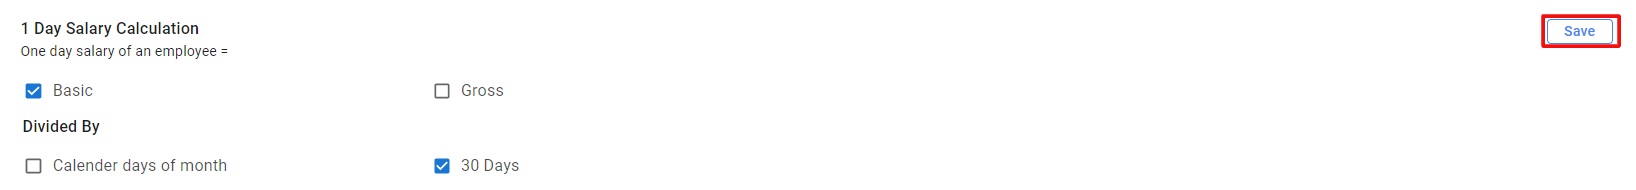 1 Day Salary Calculation
Save
One day salary of an employee =
Basic
Gross
Divided By
Calender days of month
30 Days